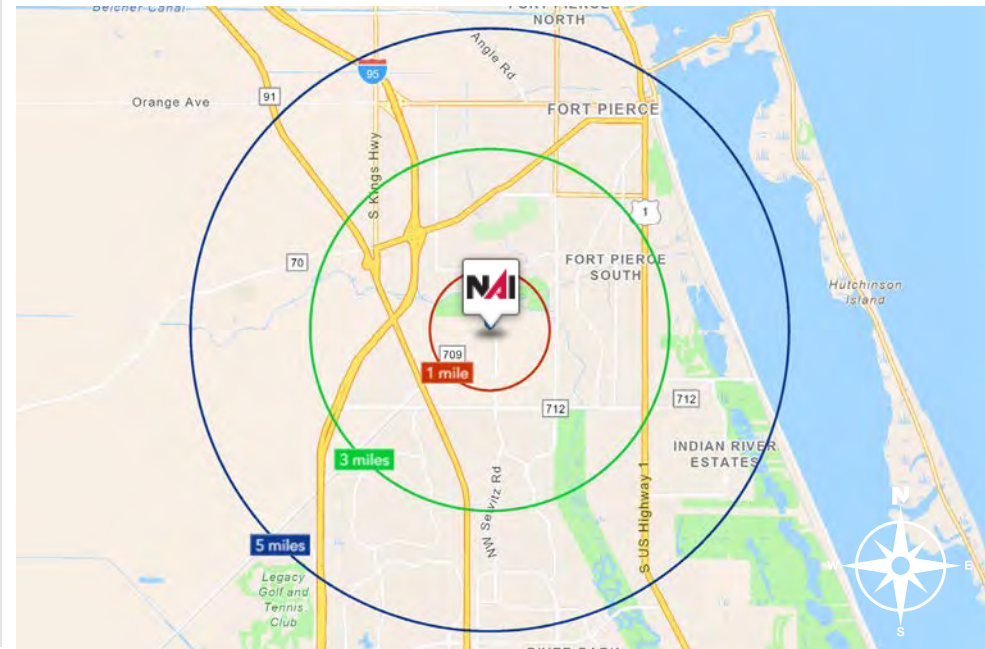 Belcher Canal
FORT PIERCE
NORTH
Angle Rd
95
91
Orange Ave
FORT PIERCE
S Kings Hwy
1
70
FORT PIERCE
SOUTH
NAI
Hutchinson
Island
709
1 mile
712
712
INDIAN RIVER
ESTATES
3 miles
NW Selvitz Rd
S US Highway 1
N
W
E
S
5 miles
Legacy
Golf and
Tennis
Club
RIVER PARK